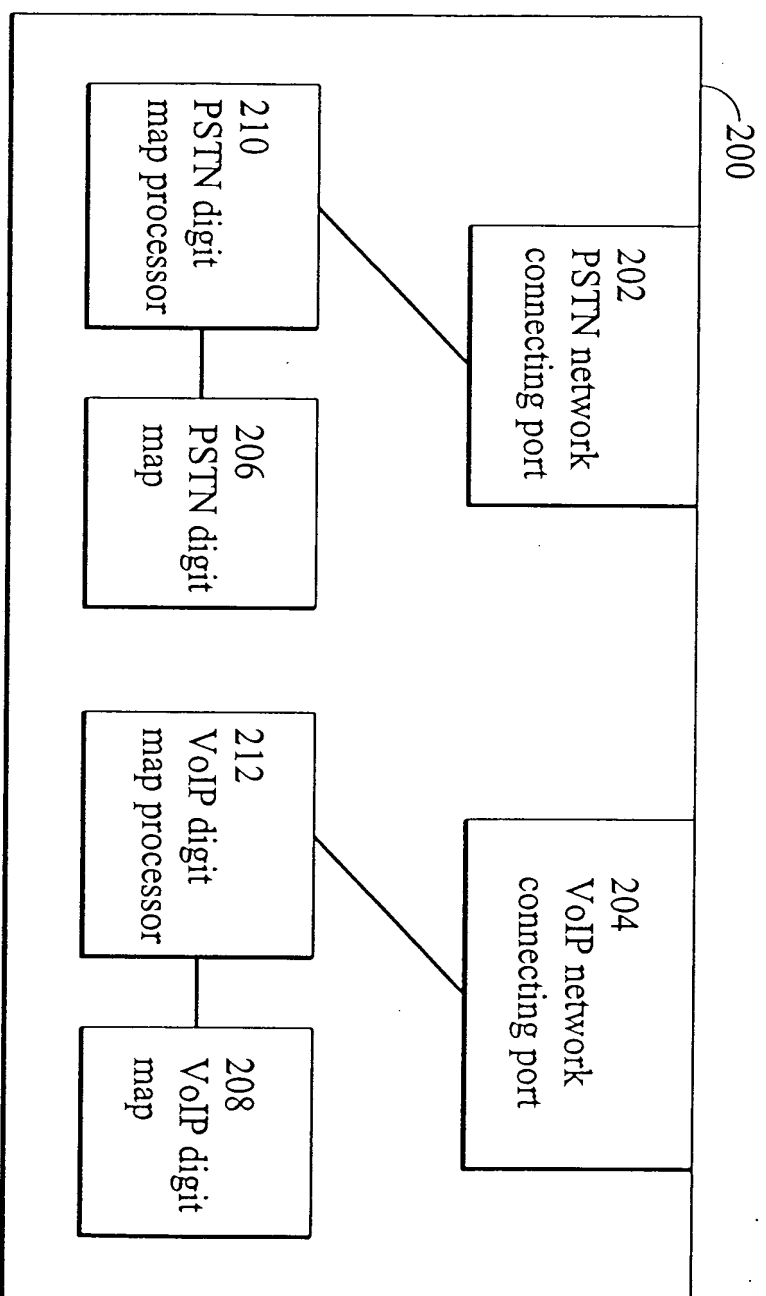 200
202
PSTN network
connecting port
204
VoIP network
connecting port
210
PSTN digit
map processor
206
PSTN digit
map
212
VoIP digit
map processor
208
VoIP digit
map